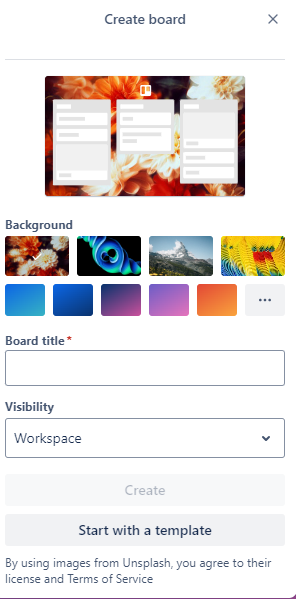 Create board
Background
Board title*
Visibility
Workspace
Create
Start with a template
By using images from Unsplash, you agree to their
license and Terms of Service